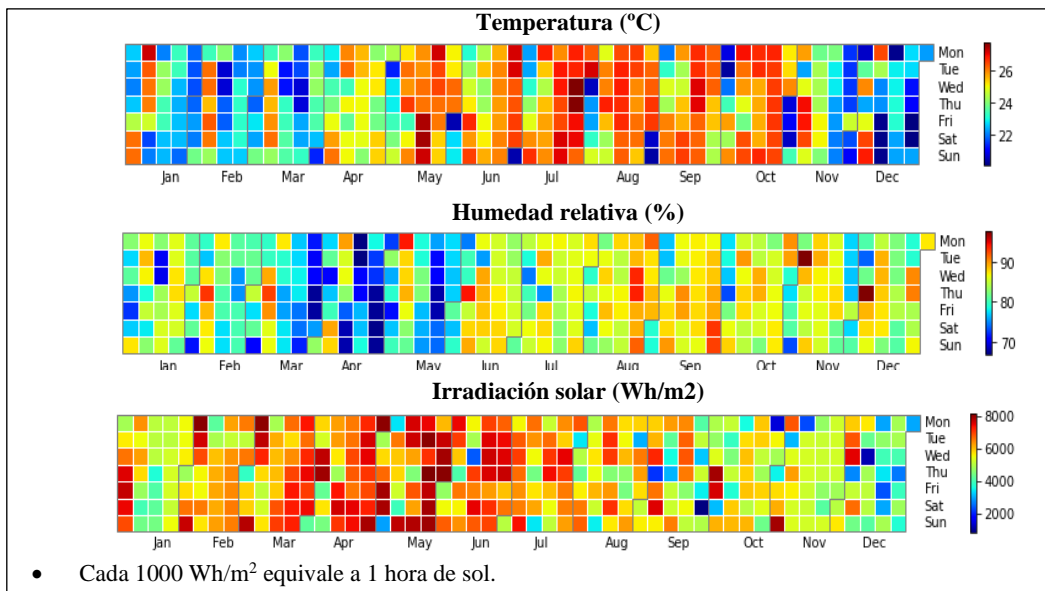 Temperatura (ºC)
Mon
Tue
Wed
Thu
Fri
Sat
Sun
26
24
22
Jan Feb Mar Apr May Jun Jul Aug Sep Oct Nov Dec
Humedad relativa (%)
Mon
Tue
Wed
Thu
Fri
Sat
Sun
90
80
70
Jan Feb Mar Apr May Jun Jul Aug Sep Oct Nov Dec
Irradiación solar (Wh/m2)
Mon
Tue
Wed
Thu
Fri
Sat
Sun
8000
6000
4000
2000
Jan Feb Mar Apr May Jun Jul Aug Sep Oct Nov Dec
• Cada 1000 Wh/m² equivale a 1 hora de sol.